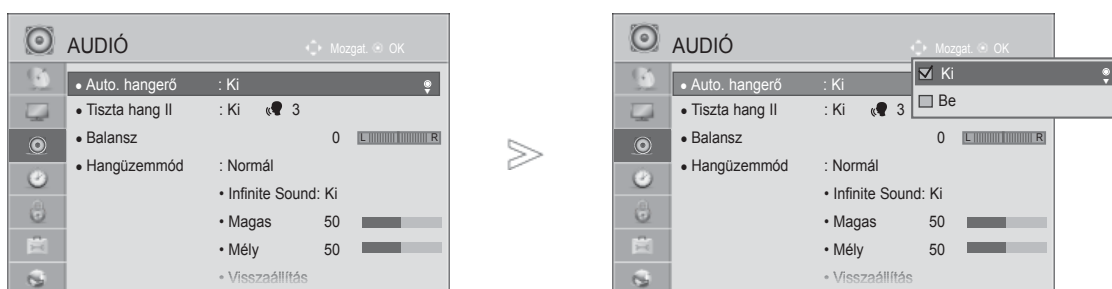 AUDIÓ
Mozgat. OK
• Auto. hangerő : Ki
• Tiszta hang II : Ki 3
• Balansz 0 L R
• Hangüzemmód : Normál
• Infinite Sound: Ki
• Magas 50
• Mély 50
• Visszaállítás
AUDIÓ
Mozgat. OK
• Auto. hangerő : Ki
Ki
Be
• Tiszta hang II : Ki 3
• Balansz 0 L R
• Hangüzemmód : Normál
• Infinite Sound: Ki
• Magas 50
• Mély 50
• Visszaállítás